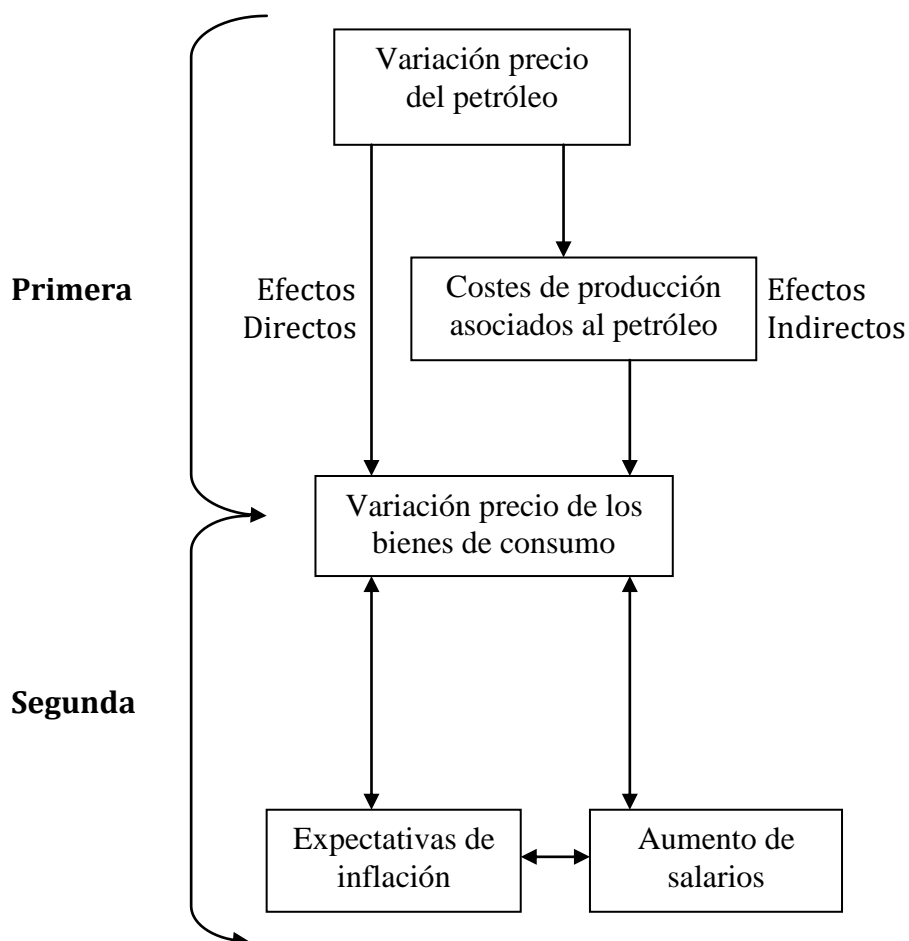 Variación precio
del petróleo
Primera
Efectos
Directos
Costes de producción
asociados al petróleo
Efectos
Indirectos
Variación precio de los
bienes de consumo
Segunda
Expectativas de
inflación
Aumento de
salarios